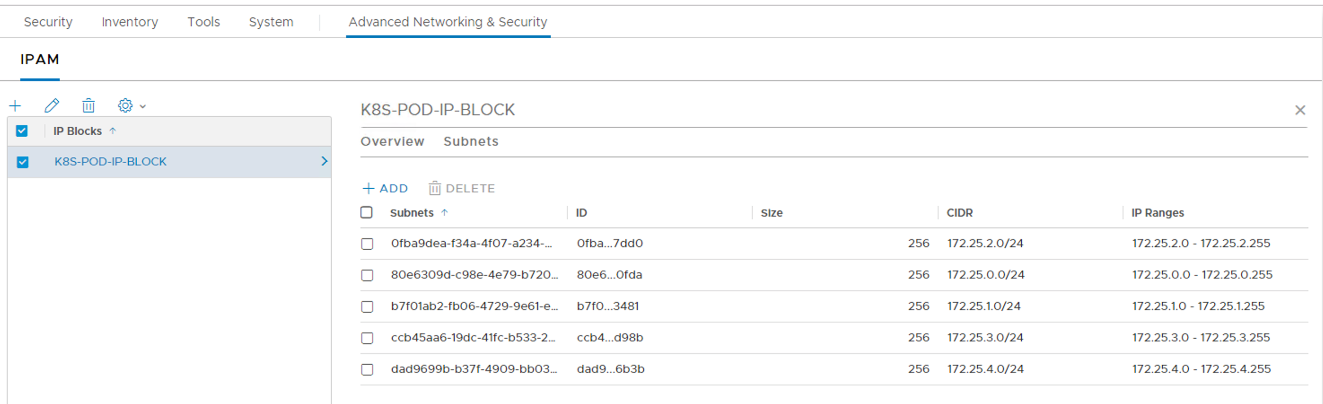 Security Inventory Tools System Advanced Networking & Security
IPAM
K8S-POD-IP-BLOCK
IP Blocks
Overview Subnets
K8S-POD-IP-BLOCK
+ ADD DELETE
Subnets ID Size CIDR IP Ranges
0fba9dea-f34a-4f07-a234-... 0fba...7dd0 256 172.25.2.0/24 172.25.2.0 - 172.25.2.255
80e6309d-c98e-4e79-b720... 80e6...0fda 256 172.25.0.0/24 172.25.0.0 - 172.25.0.255
b7f01ab2-fb06-4729-9e61-e... b7f0...3481 256 172.25.1.0/24 172.25.1.0 - 172.25.1.255
ccb45aa6-19dc-41fc-b533-2... ccb4...d98b 256 172.25.3.0/24 172.25.3.0 - 172.25.3.255
dad9699b-b37f-4909-bb03... dad9...6b3b 256 172.25.4.0/24 172.25.4.0 - 172.25.4.255